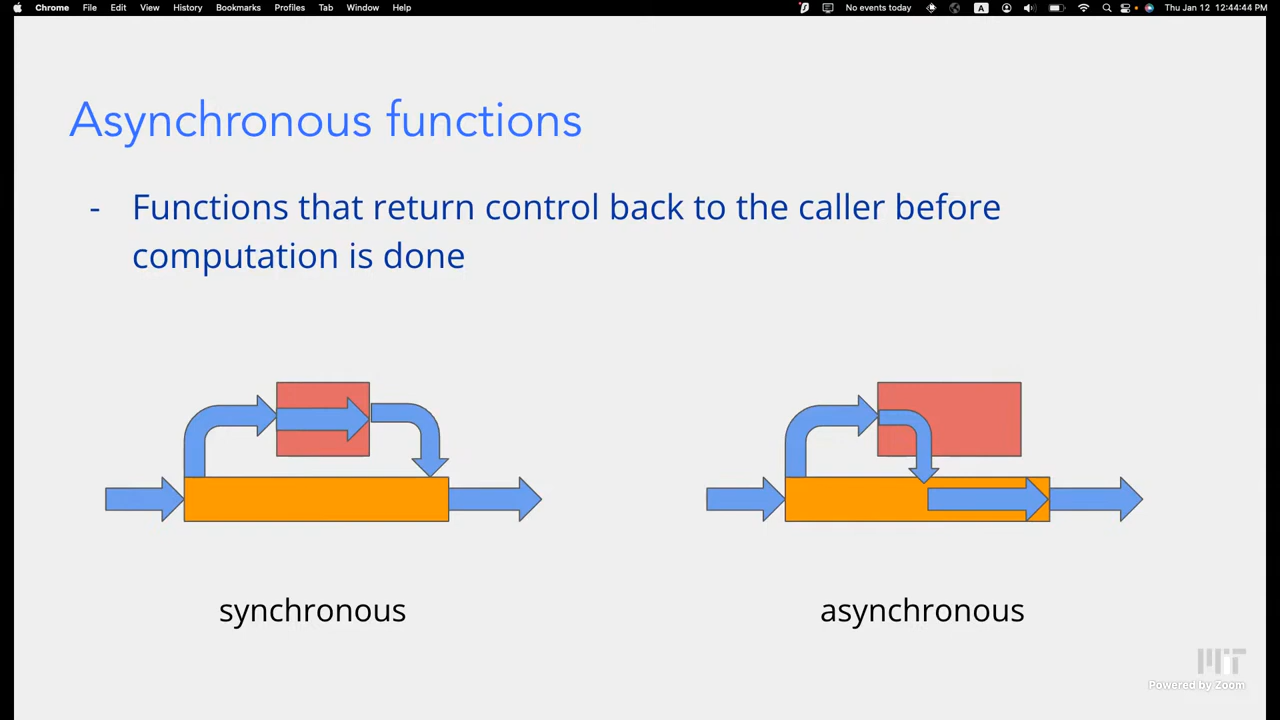 Chrome File Edit View History Bookmarks Profiles Tab Window Help No events today A Thu Jan 12 12:44:44 PM
Asynchronous functions
- Functions that return control back to the caller before
computation is done
synchronous asynchronous
MIT
Powered by Zoom